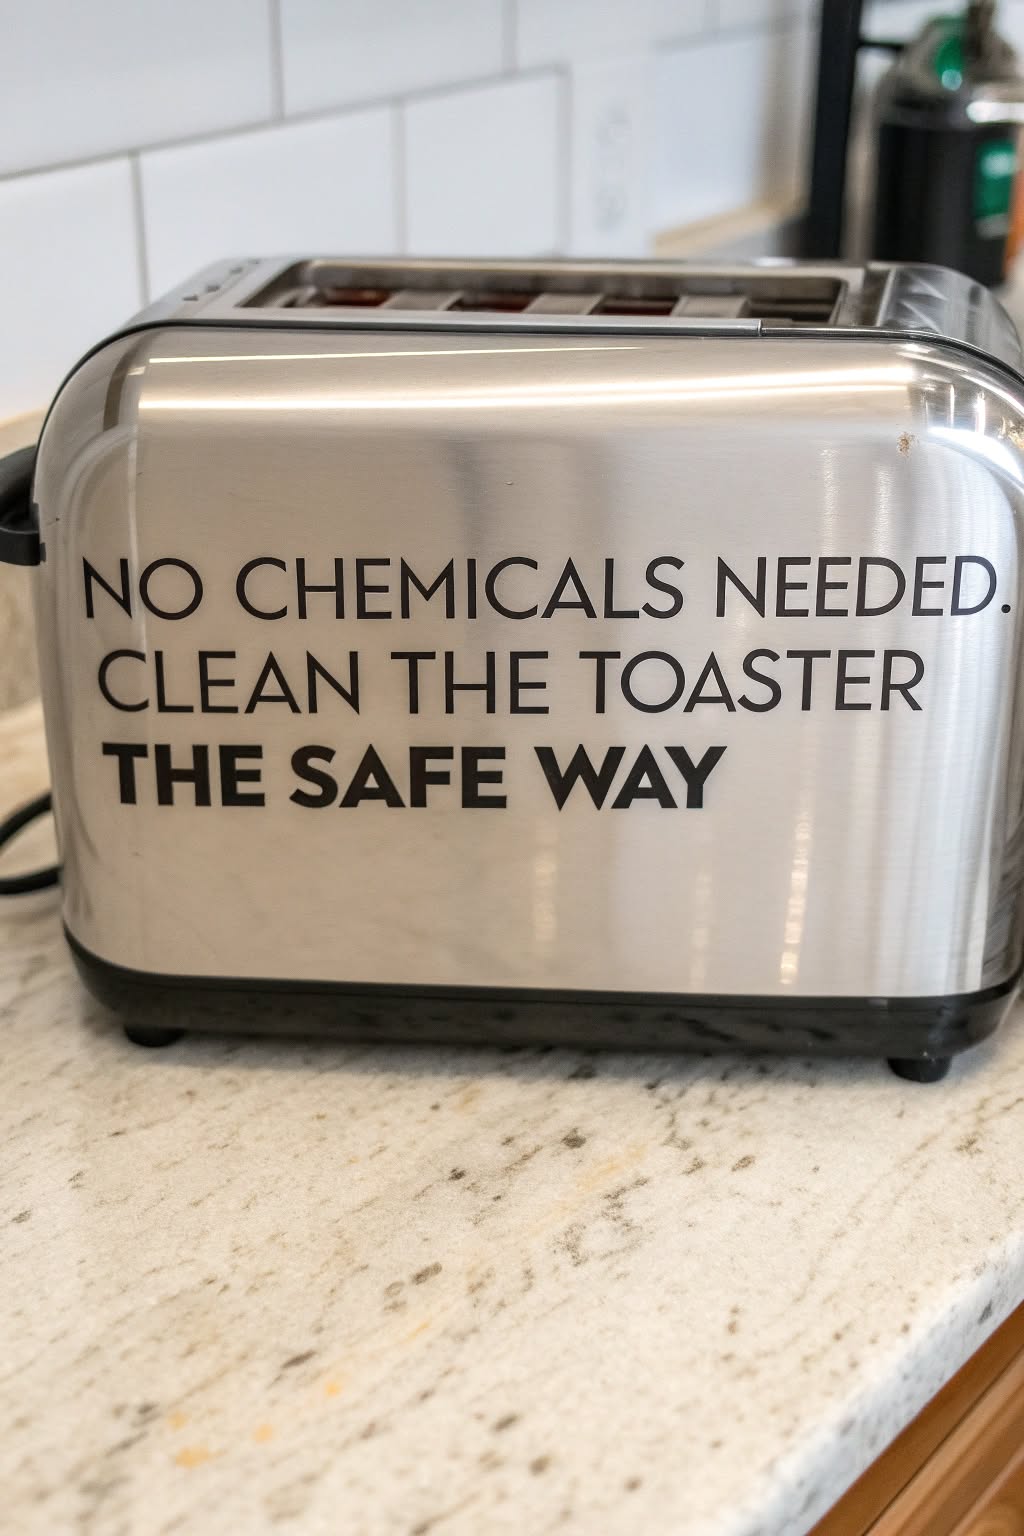 NO CHEMICALS NEEDED.
CLEAN THE TOASTER
THE SAFE WAY